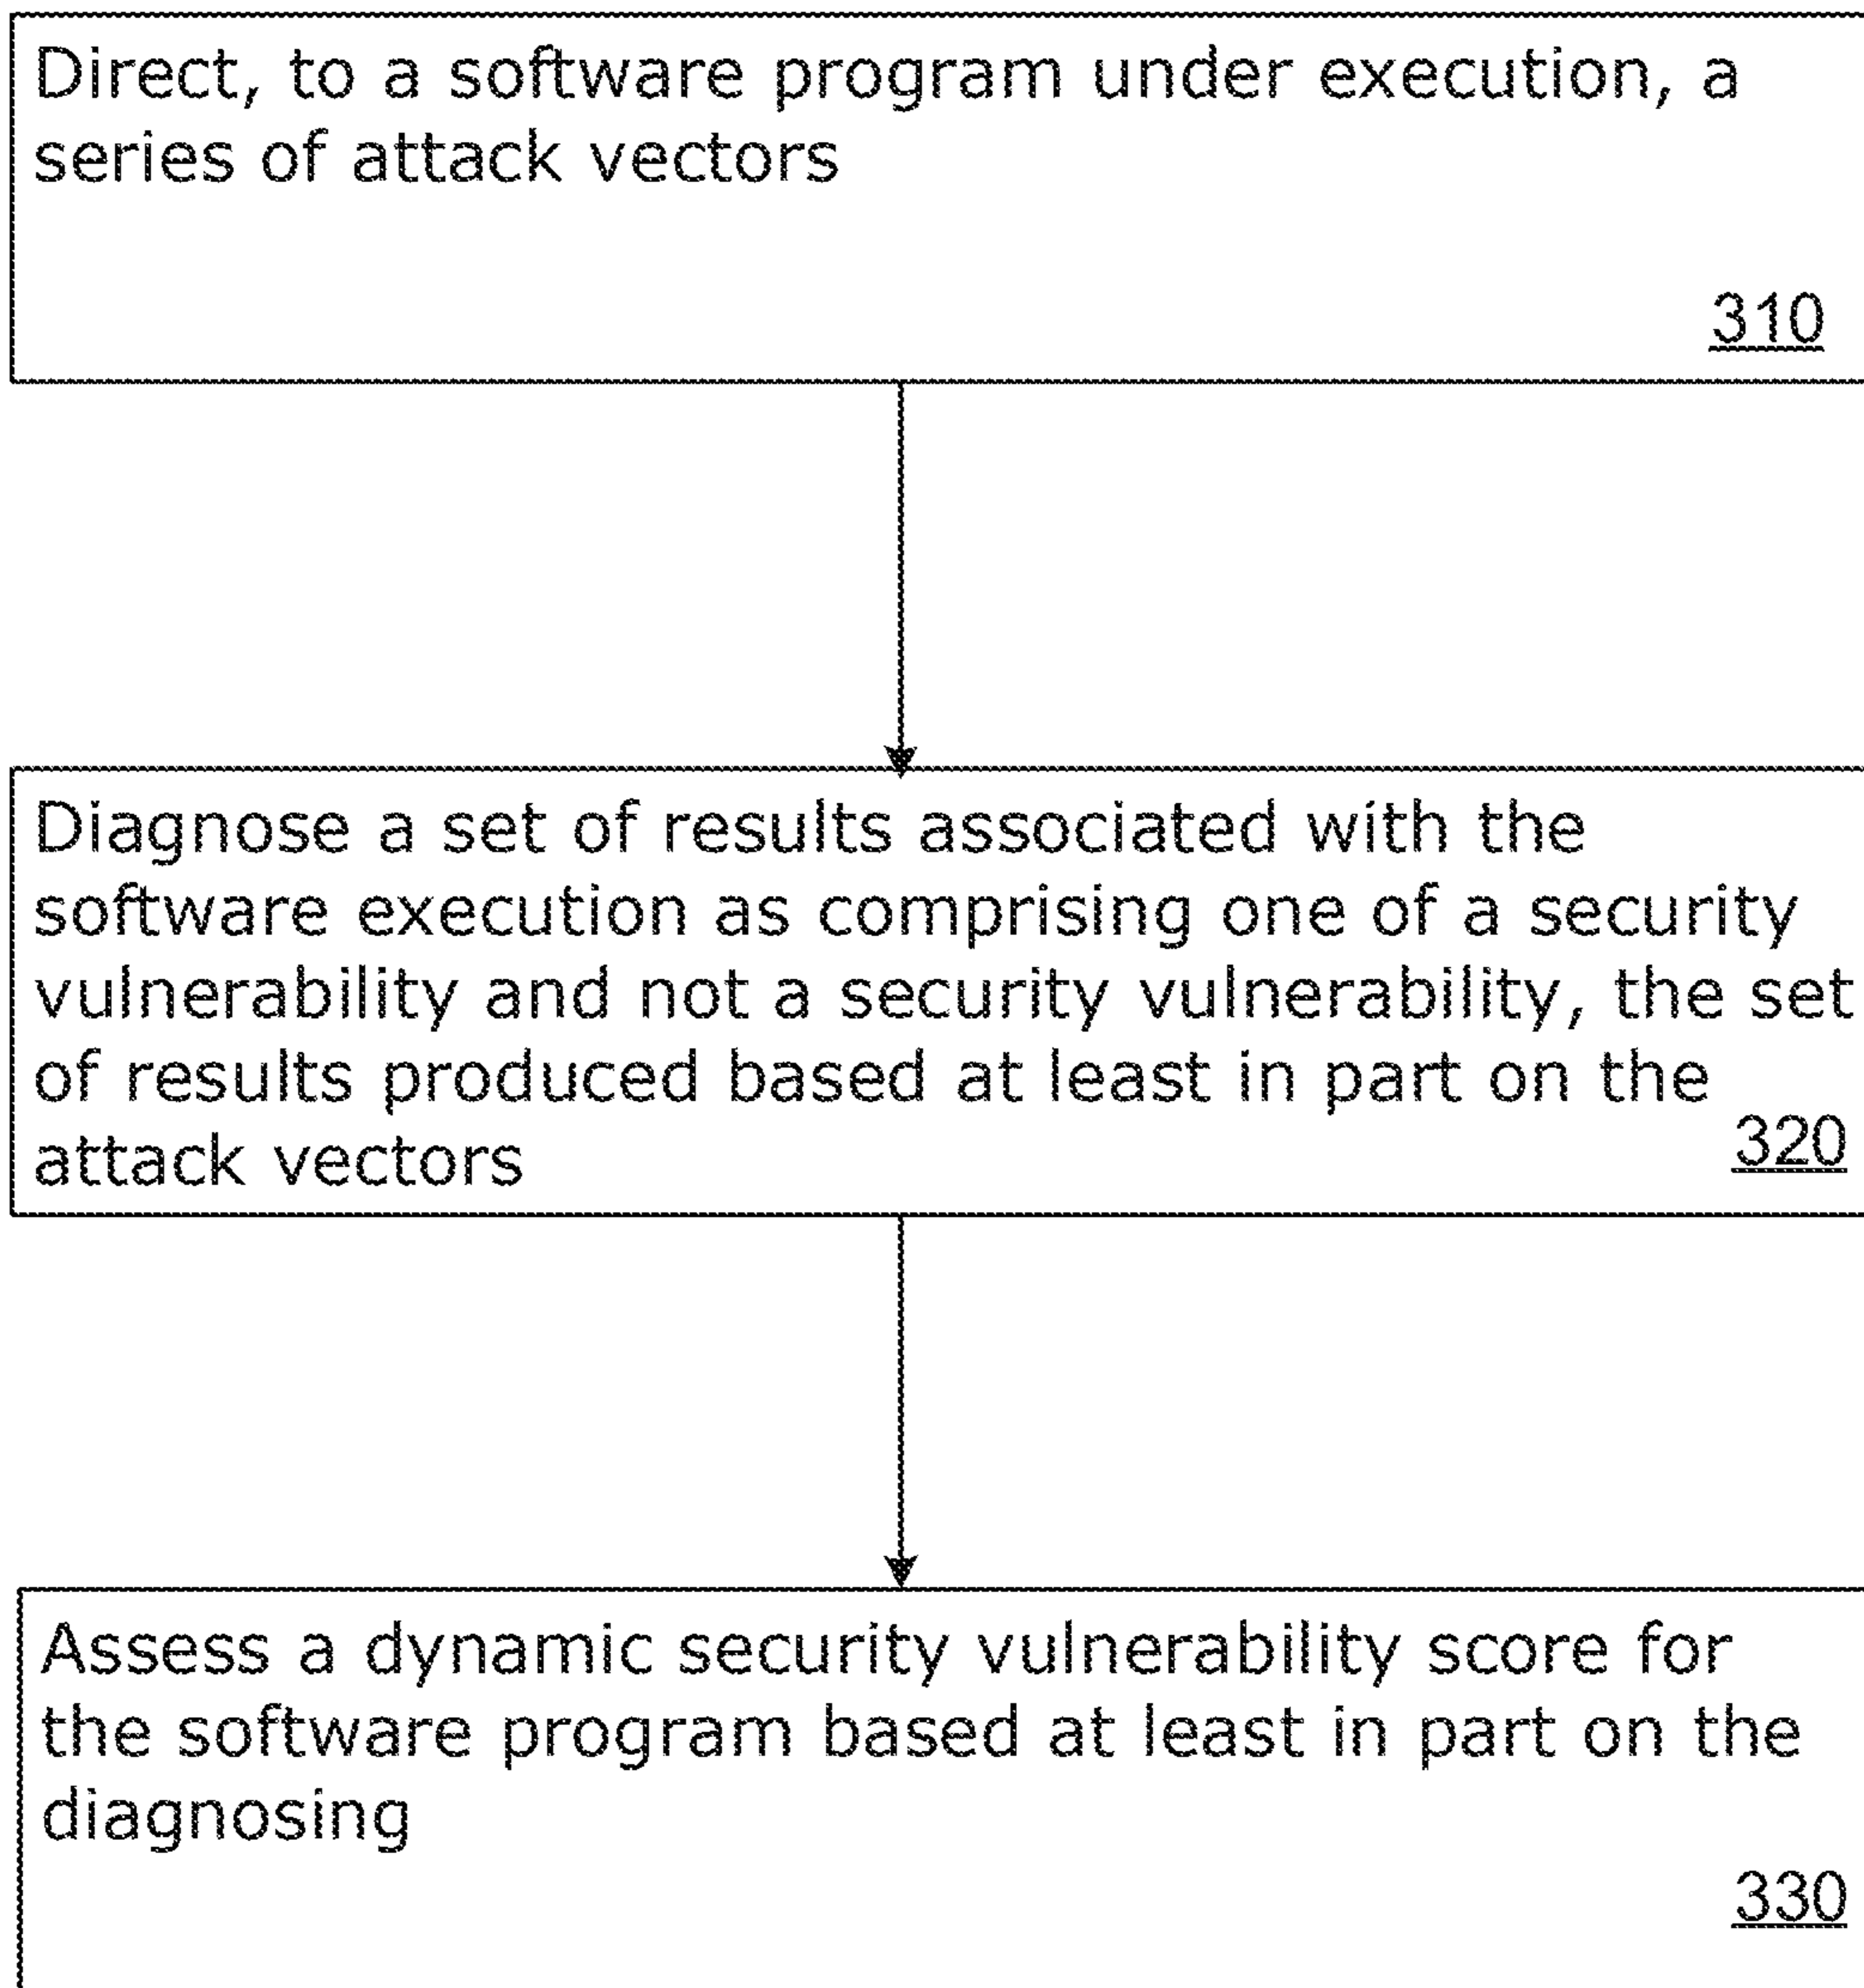 Direct, to a software program under execution, a
series of attack vectors
310
Diagnose a set of results associated with the
software execution as comprising one of a security
vulnerability and not a security vulnerability, the set
of results produced based at least in part on the
attack vectors
320
Assess a dynamic security vulnerability score for
the software program based at least in part on the
diagnosing
330